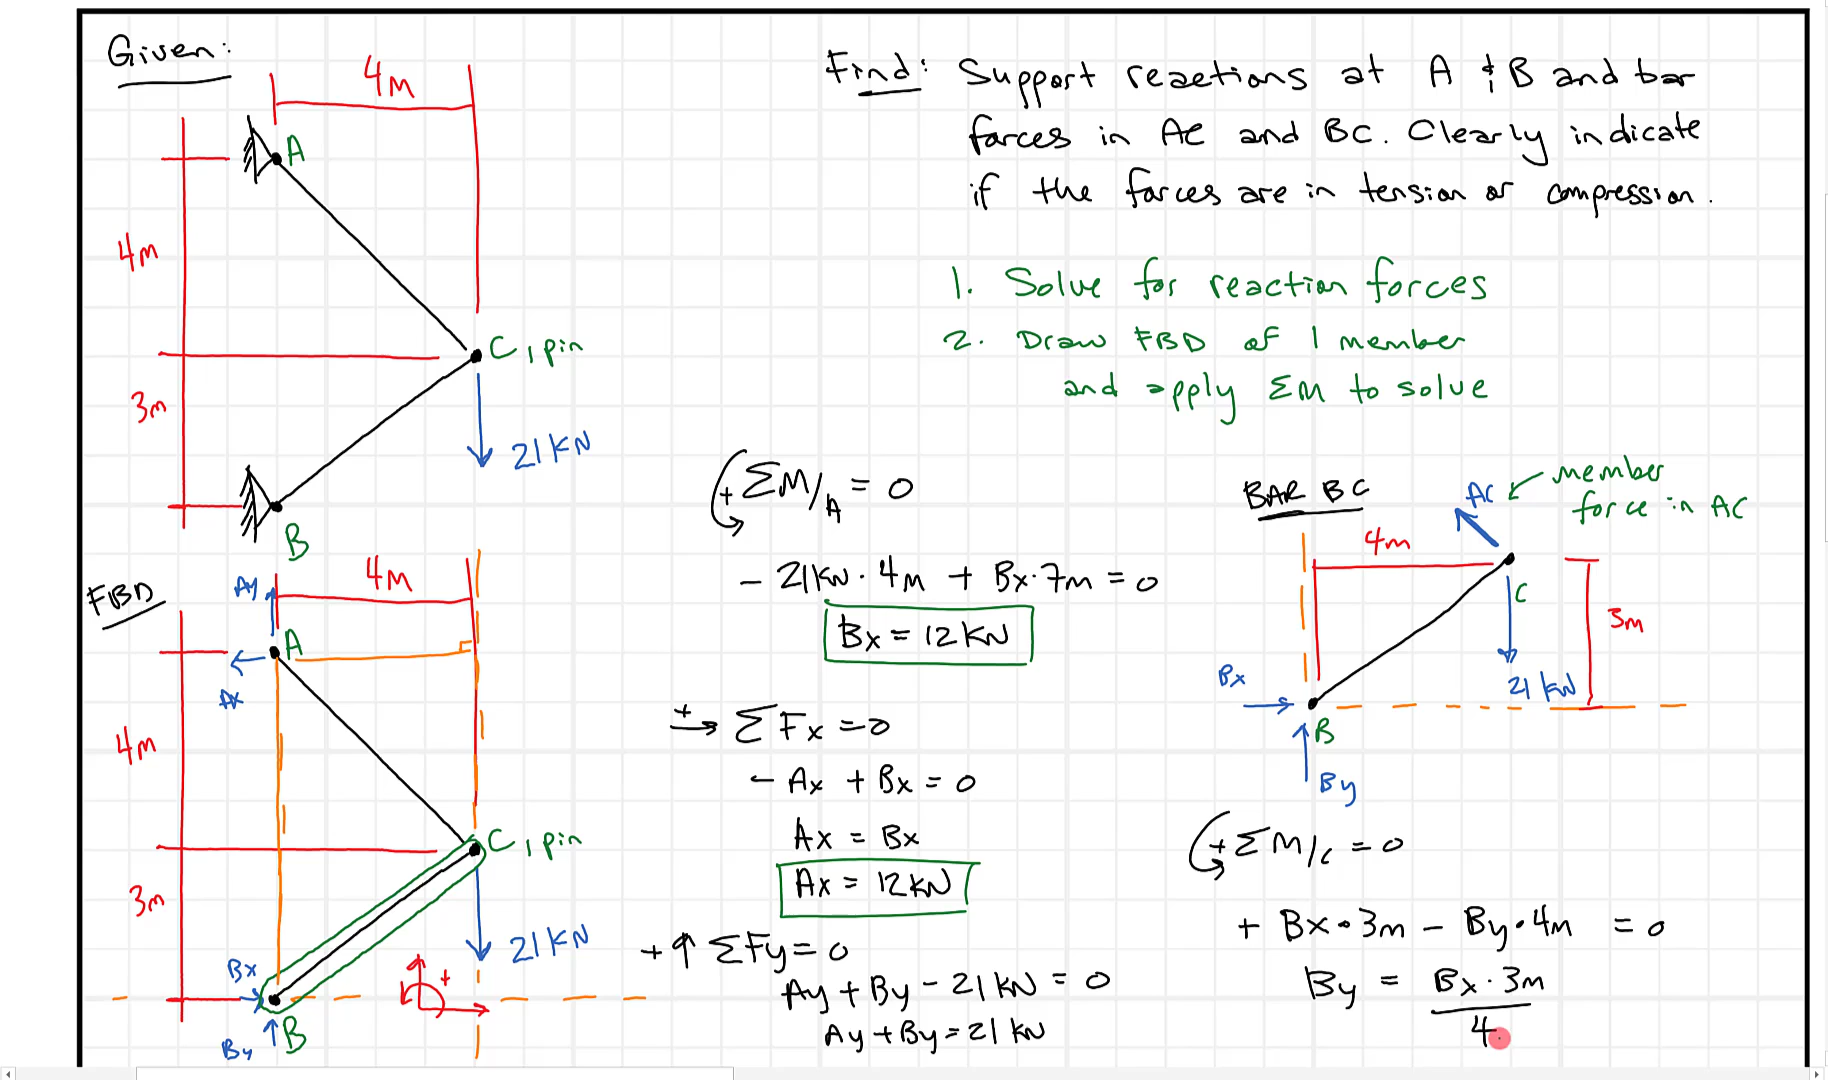 Given:
4m
A
4m
C, pin
3m
21 KN
B
Find: Support reactions at A & B and bar
forces in AC and BC. Clearly indicate
if the forces are in tension or compression.
1. Solve for reaction forces
2. Draw FBD of 1 member
and apply ΣM to solve
FBD
Ay
4m
A
Ax
4m
C, pin
3m
21 KN
Bx
+
B
By
+ ΣM/A = 0
- 21kN · 4m + Bx · 7m = 0
Bx = 12 KN
+ → ΣFx = 0
- Ax + Bx = 0
Ax = Bx
Ax = 12KN
+ ↑ ΣFy = 0
Ay + By - 21 kN = 0
Ay + By = 21 kN
BAR BC
AC
member
force in AC
4m
C
3m
21 kN
Bx
B
By
+ ΣM/c = 0
+ Bx · 3m - By · 4m = 0
By = Bx · 3m
4